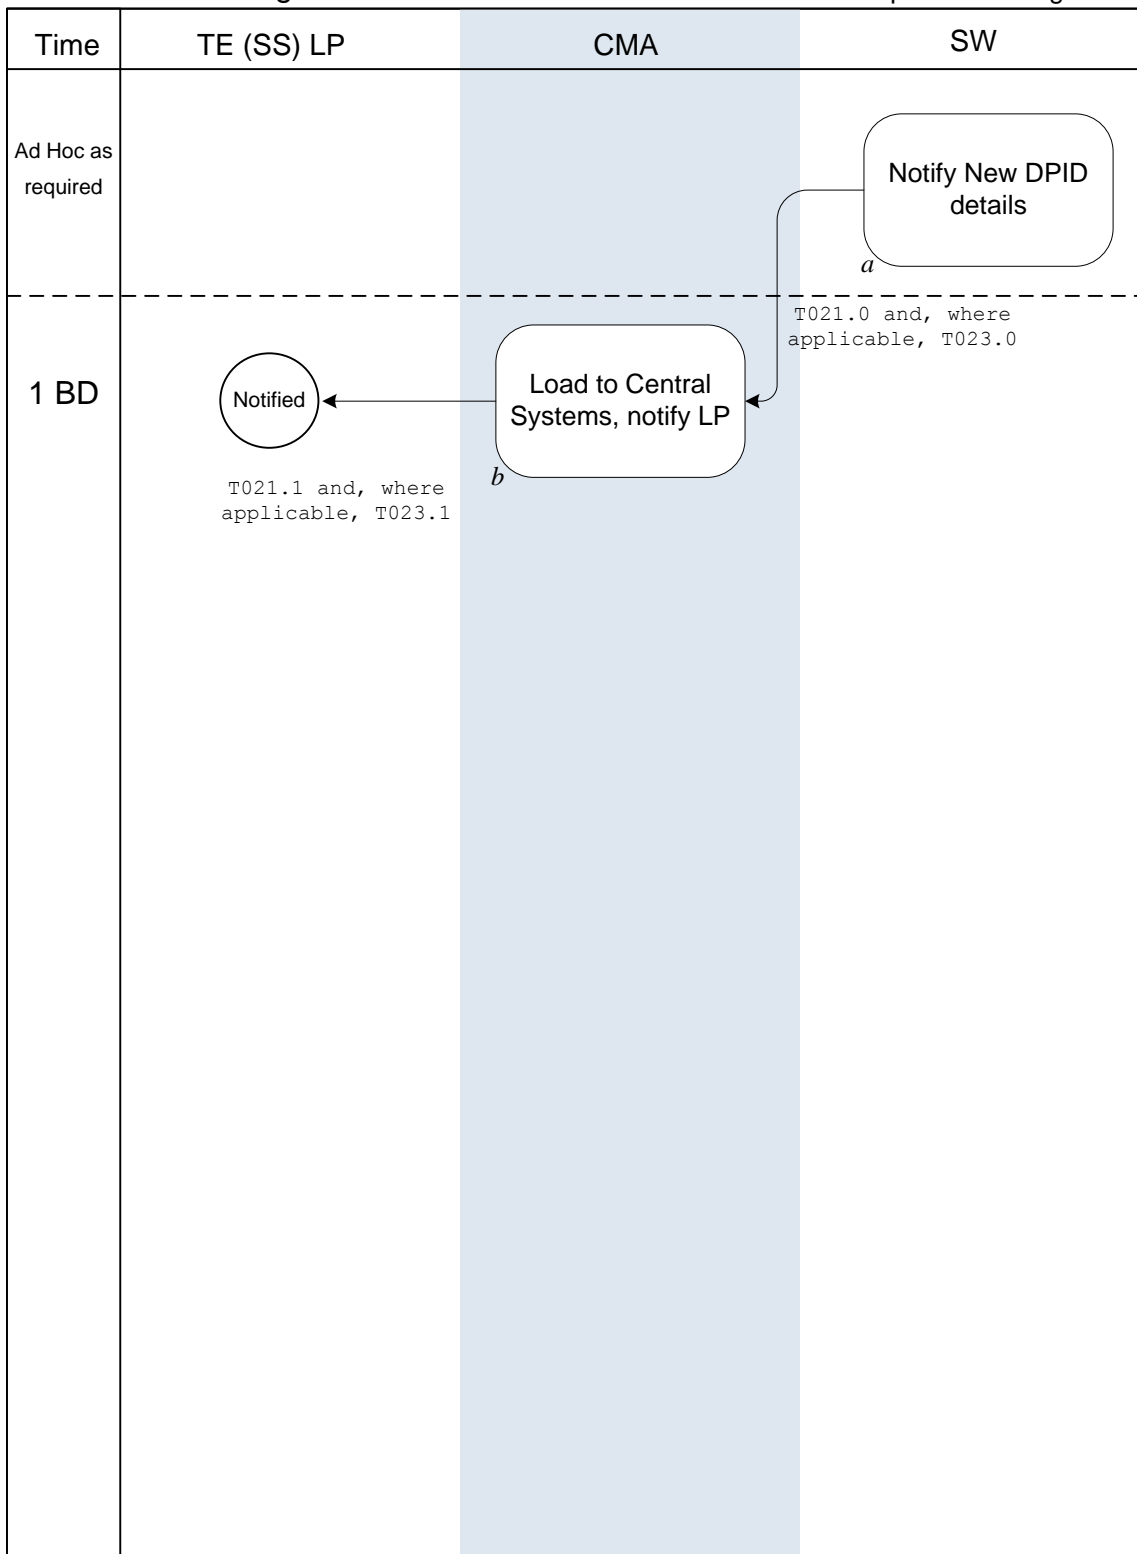 Time
TE (SS) LP
CMA
SW
Ad Hoc as
required
Notify New DPID
details
a
T021.0 and, where
applicable, T023.0
1 BD
Notified
Load to Central
Systems, notify LP
b
T021.1 and, where
applicable, T023.1